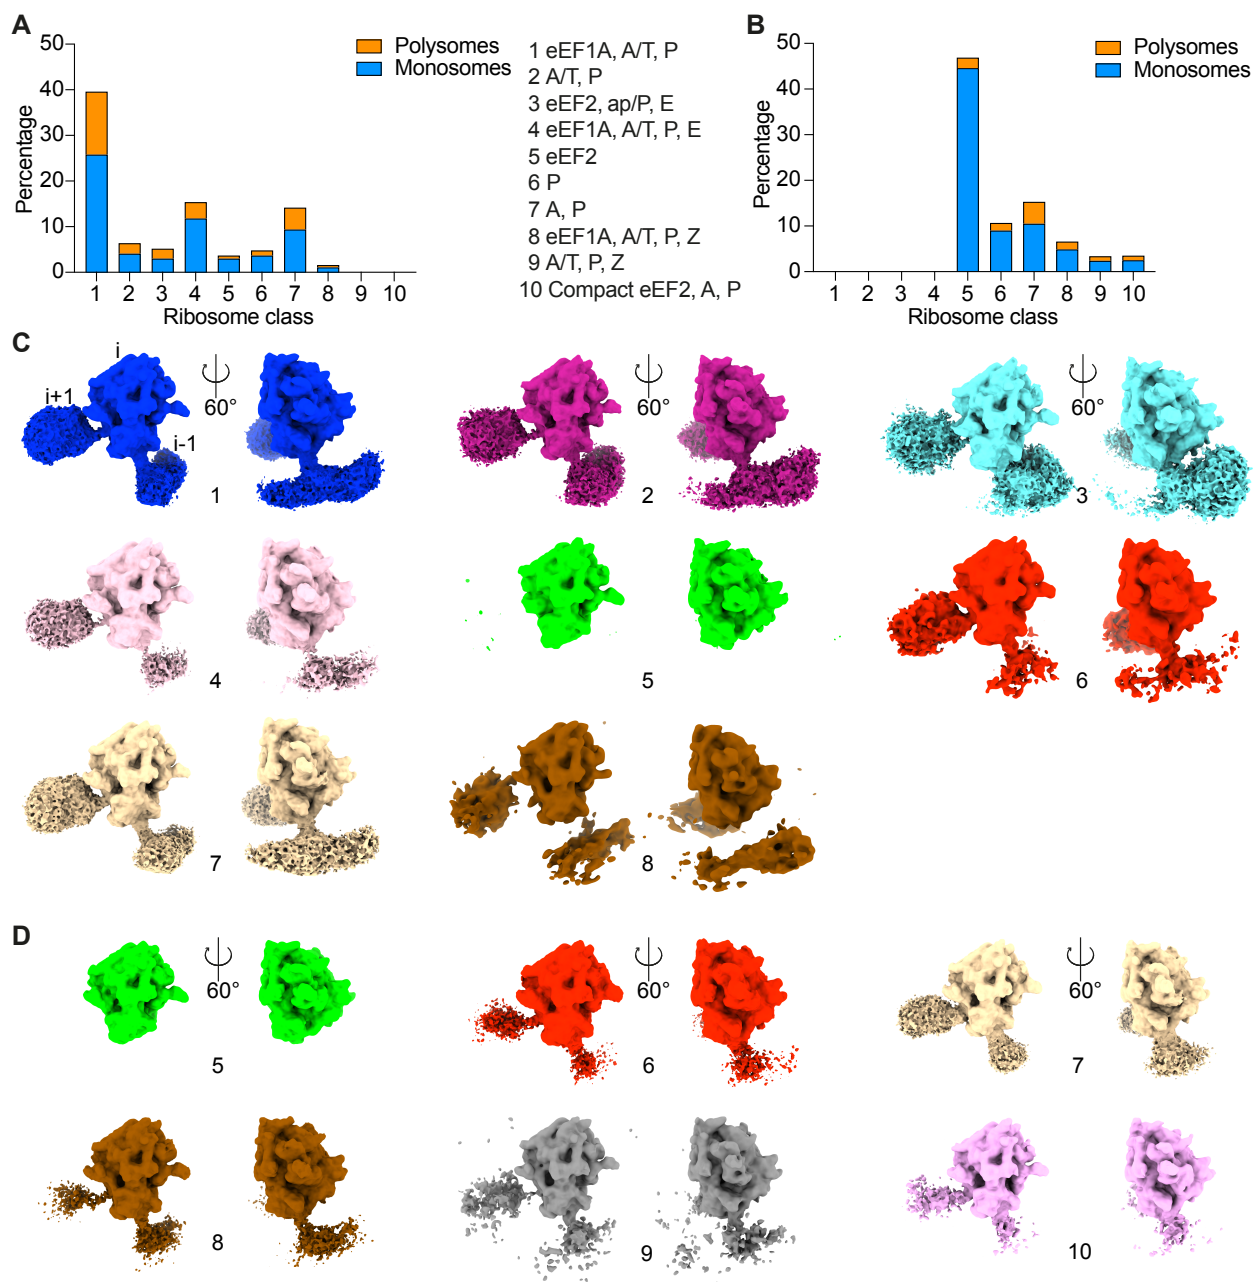 A
50
40
30
20
10
0
Percentage
1 2 3 4 5 6 7 8 9 10
Ribosome class
Polysomes
Monosomes
1 eEF1A, A/T, P
2 A/T, P
3 eEF2, ap/P, E
4 eEF1A, A/T, P, E
5 eEF2
6 P
7 A, P
8 eEF1A, A/T, P, Z
9 A/T, P, Z
10 Compact eEF2, A, P
B
50
40
30
20
10
0
Percentage
1 2 3 4 5 6 7 8 9 10
Ribosome class
Polysomes
Monosomes
C
i
i+1
i-1
60°
1
60°
2
60°
3
4
5
6
7
8
D
60°
5
60°
6
60°
7
8
9
10